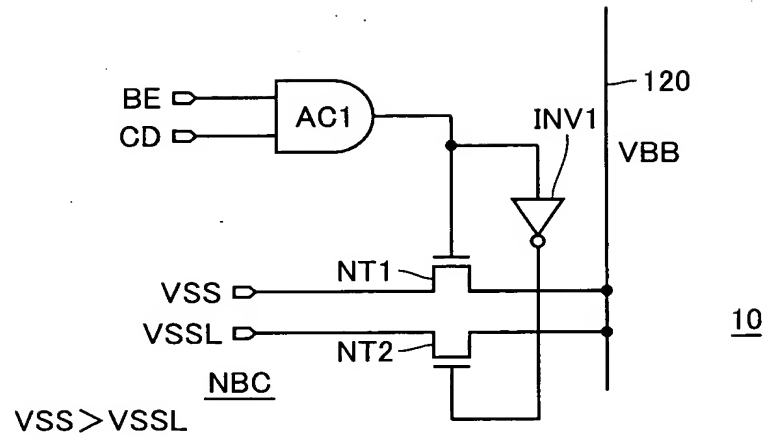 120
BE
AC1
INV1
CD
VBB
NT1
VSS
VSSL
10
NT2
NBC
VSS>VSSL